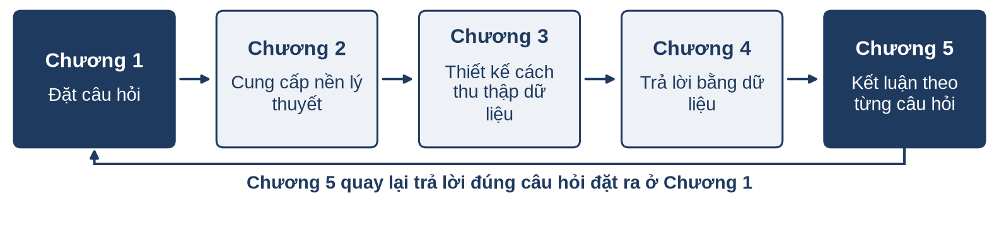 Chương 1
Đặt câu hỏi
Chương 2
Cung cấp nền lý
thuyết
Chương 3
Thiết kế cách
thu thập dữ
liệu
Chương 4
Trả lời bằng dữ
liệu
Chương 5
Kết luận theo
từng câu hỏi
Chương 5 quay lại trả lời đúng câu hỏi đặt ra ở Chương 1